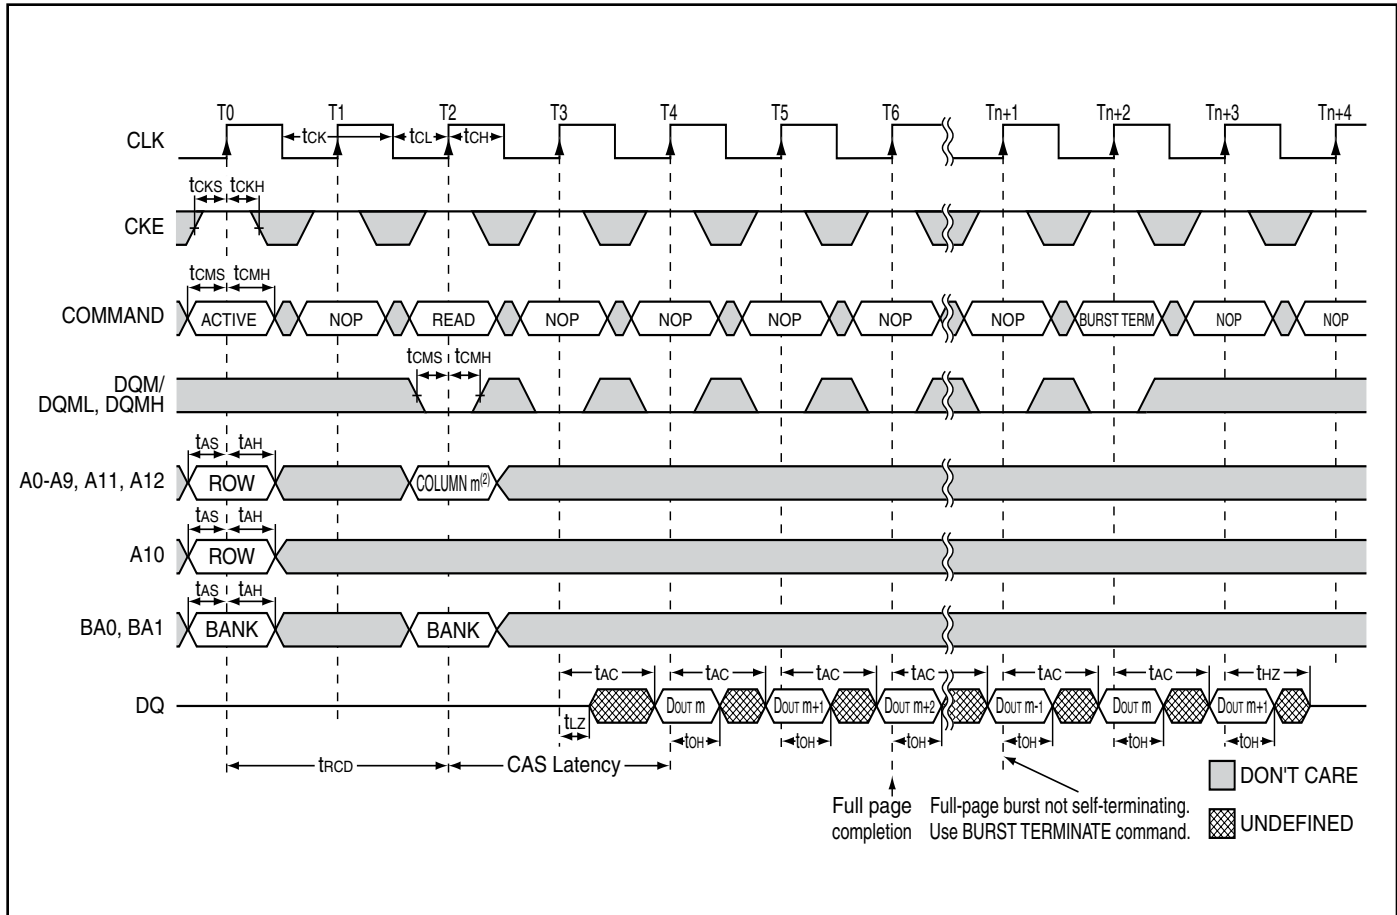 T0 T1 T2 T3 T4 T5 T6 Tn+1 Tn+2 Tn+3 Tn+4
CLK tCK tCL tCH
tCKS tCKH
CKE
tCMS tCMH
COMMAND ACTIVE NOP READ NOP NOP NOP NOP NOP BURST TERM NOP NOP
tCMS tCMH
DQM/
DQML, DQMH
tAS tAH
A0-A9, A11, A12 ROW COLUMN m(2)
tAS tAH
A10 ROW
tAS tAH
BA0, BA1 BANK BANK
tAC tAC tAC tAC tAC tAC tHZ
DQ DOUT m DOUT m+1 DOUT m+2 DOUT m-1 DOUT m DOUT m+1
tLZ tOH tOH tOH tOH tOH tOH
tRCD CAS Latency
DON'T CARE
UNDEFINED
Full page
completion
Full-page burst not self-terminating.
Use BURST TERMINATE command.